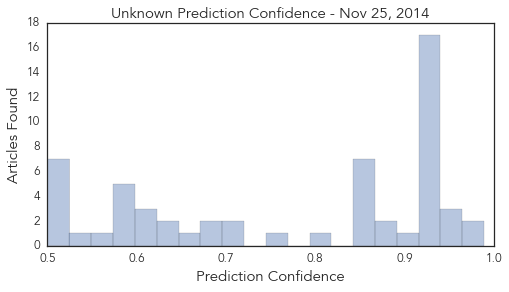 Unknown Prediction Confidence - Nov 25, 2014
18
16
14
12
10
8
6
4
2
0
Articles Found
0.5 0.6 0.7 0.8 0.9 1.0
Prediction Confidence